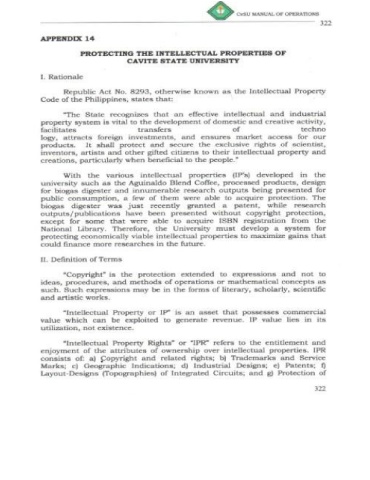 CvSU MANUAL OF OPERATIONS
322
APPENDIX 14
PROTECTING THE INTELLECTUAL PROPERTIES OF
CAVITE STATE UNIVERSITY
I. Rationale
Republic Act No. 8293, otherwise known as the Intellectual Property
Code of the Philippines, states that:
"The State recognizes that an effective intellectual and industrial
property system is vital to the development of domestic and creative activity,
facilitates transfers of techno
logy, attracts foreign investments, and ensures market access for our
products. It shall protect and secure the exclusive rights of scientist,
inventors, artists and other gifted citizens to their intellectual property and
creations, particularly when beneficial to the people."
With the various intellectual properties (IP's) developed in the
university such as the Aguinaldo Blend Coffee, processed products, design
for biogas digester and innumerable research outputs being presented for
public consumption, a few of them were able to acquire protection. The
biogas digester was just recently granted a patent, while research
outputs/publications have been presented without copyright protection,
except for some that were able to acquire ISBN registration from the
National Library. Therefore, the University must develop a system for
protecting economically viable intellectual properties to maximize gains that
could finance more researches in the future.
II. Definition of Terms
"Copyright" is the protection extended to expressions and not to
ideas, procedures, and methods of operations or mathematical concepts as
such. Such expressions may be in the forms of literary, scholarly, scientific
and artistic works.
"Intellectual Property or IP" is an asset that possesses commercial
value which can be exploited to generate revenue. IP value lies in its
utilization, not existence.
"Intellectual Property Rights" or "IPR" refers to the entitlement and
enjoyment of the attributes of ownership over intellectual properties. IPR
consists of: a) Copyright and related rights; b) Trademarks and Service
Marks; c) Geographic Indications; d) Industrial Designs; e) Patents; f)
Layout-Designs (Topographies) of Integrated Circuits; and g) Protection of
322